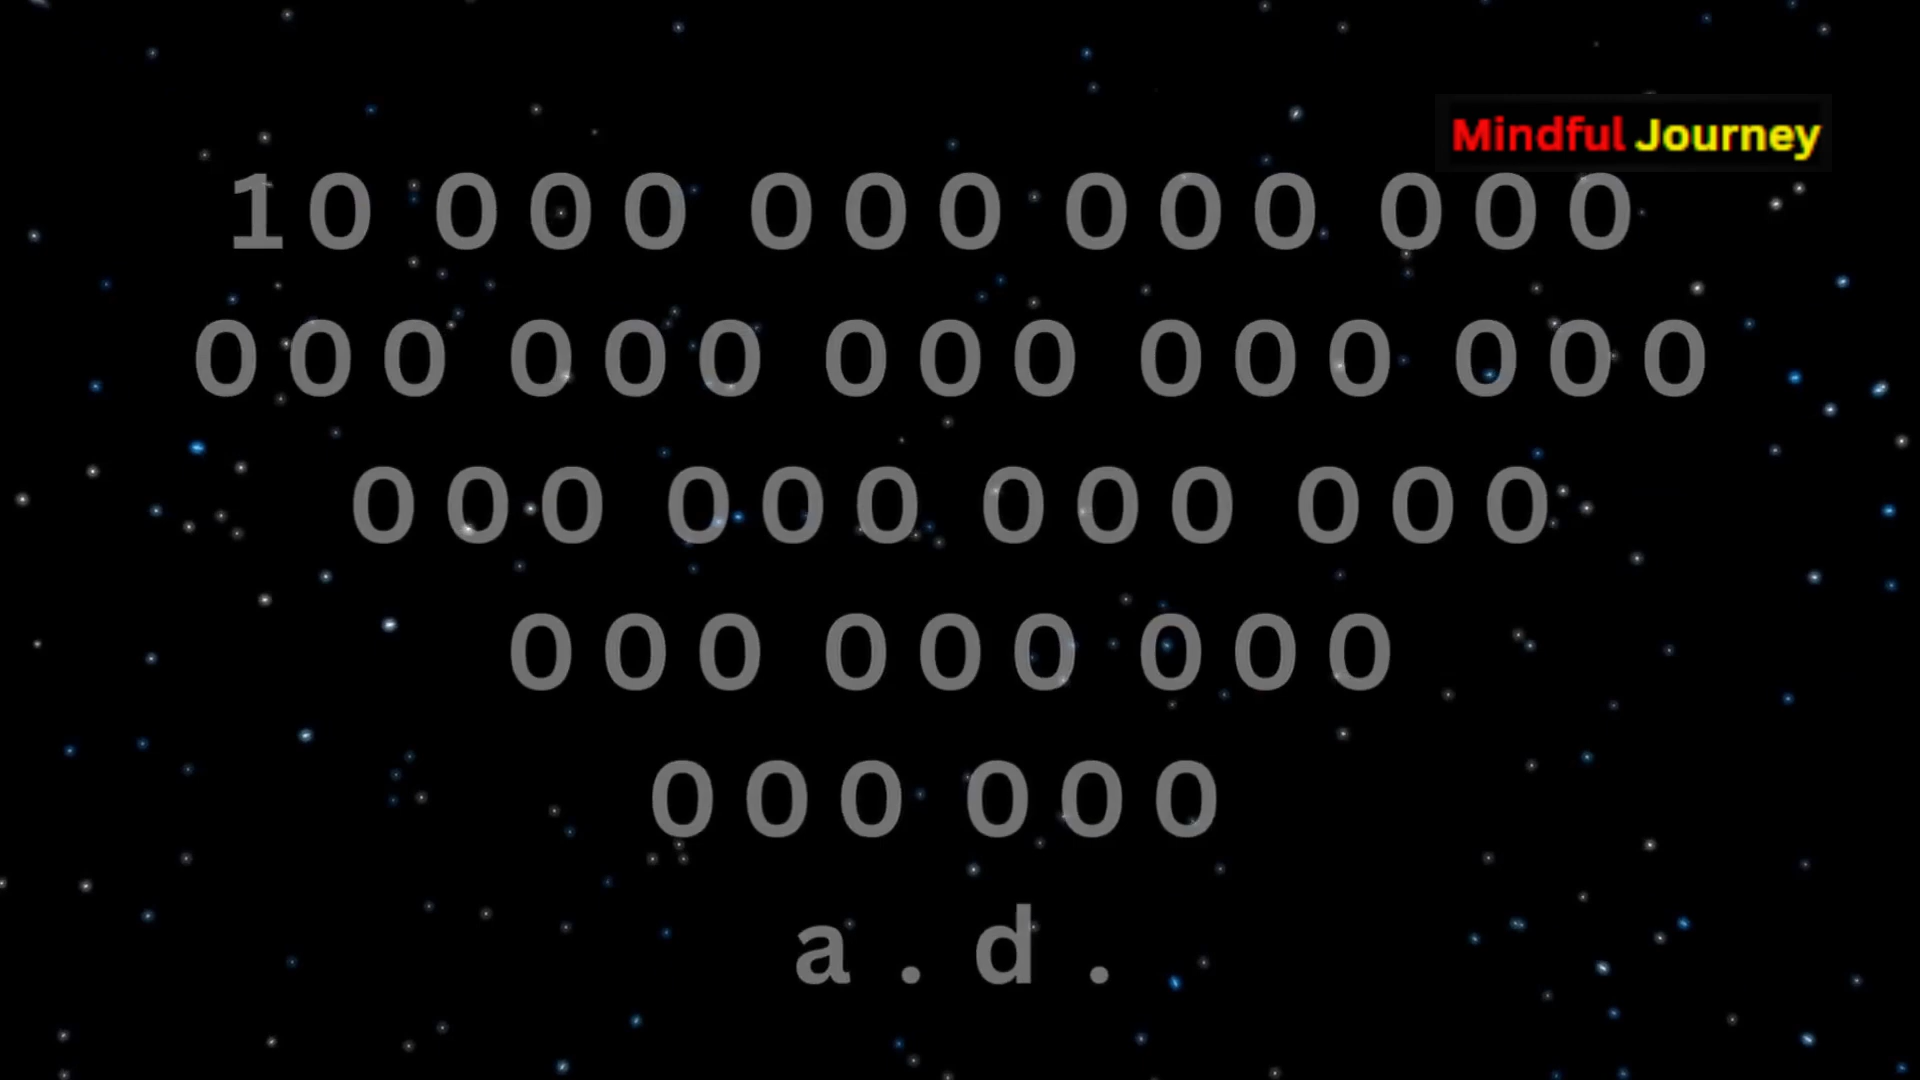 Mindful Journey
10 000 000 000 000
000 000 000 000 000
000 000 000 000
000 000 000
000 000
a.d.